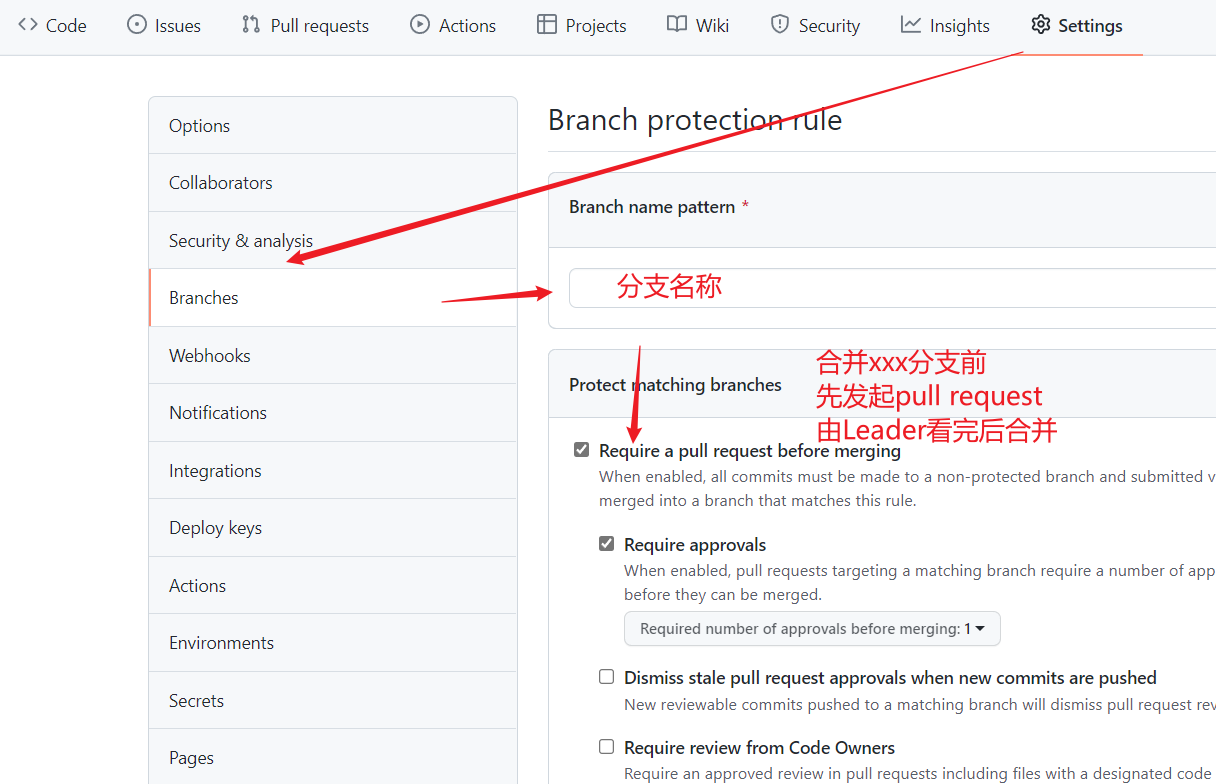 Code Issues Pull requests Actions Projects Wiki Security Insights Settings
Options
Collaborators
Security & analysis
Branches
Webhooks
Notifications
Integrations
Deploy keys
Actions
Environments
Secrets
Pages
Branch protection rule
Branch name pattern *
分支名称
Protect matching branches
合并xxx分支前
先发起pull request
由Leader看完后合并
Require a pull request before merging
When enabled, all commits must be made to a non-protected branch and submitted v
merged into a branch that matches this rule.
Require approvals
When enabled, pull requests targeting a matching branch require a number of app
before they can be merged.
Required number of approvals before merging: 1
Dismiss stale pull request approvals when new commits are pushed
New reviewable commits pushed to a matching branch will dismiss pull request rev
Require review from Code Owners
Require an approved review in pull requests including files with a designated code